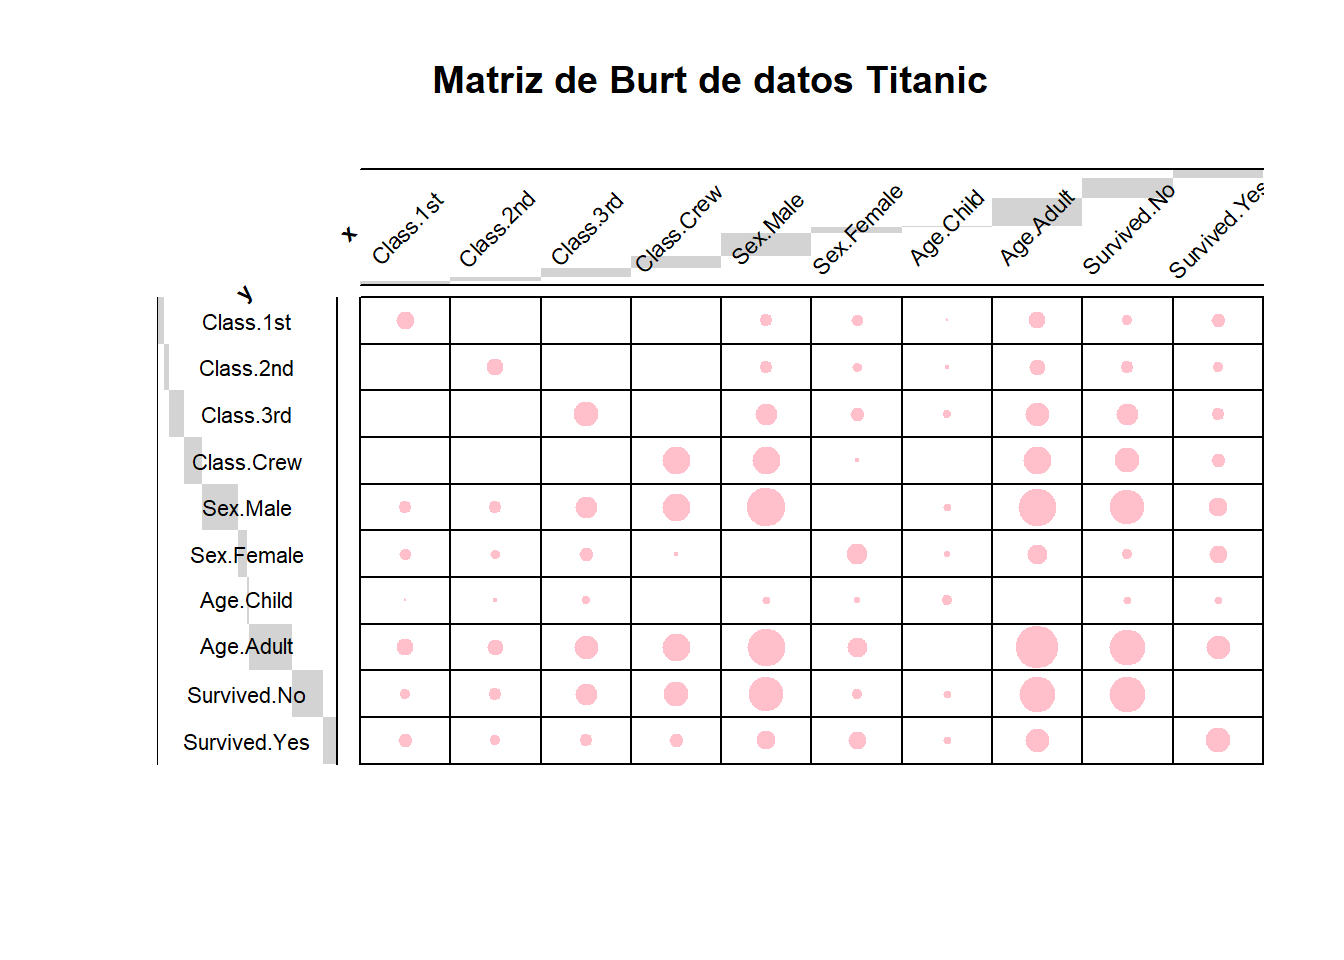 Matriz de Burt de datos Titanic
x
Class.1st
Class.2nd
Class.3rd
Class.Crew
Sex.Male
Sex.Female
Age.Child
Age.Adult
Survived.No
Survived.Yes
y
Class.1st
Class.2nd
Class.3rd
Class.Crew
Sex.Male
Sex.Female
Age.Child
Age.Adult
Survived.No
Survived.Yes